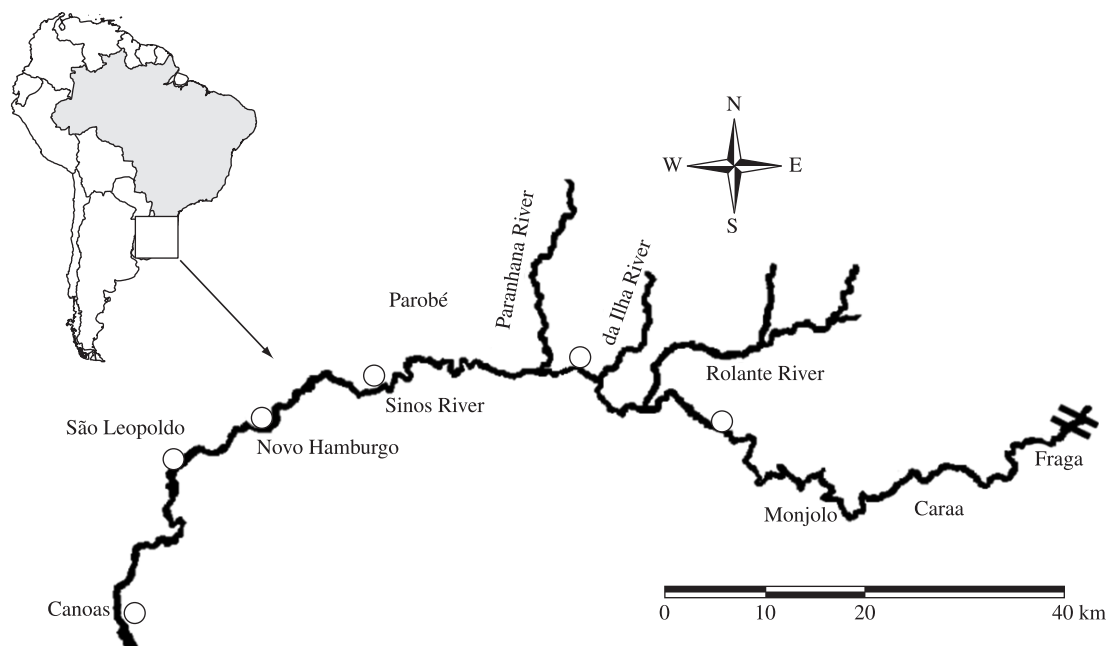 N
W
E
S
Paranhana River
da Ilha River
Parobé
Rolante River
Sinos River
São Leopoldo
Novo Hamburgo
Fraga
Monjolo
Caraa
Canoas
0 10 20 40 km